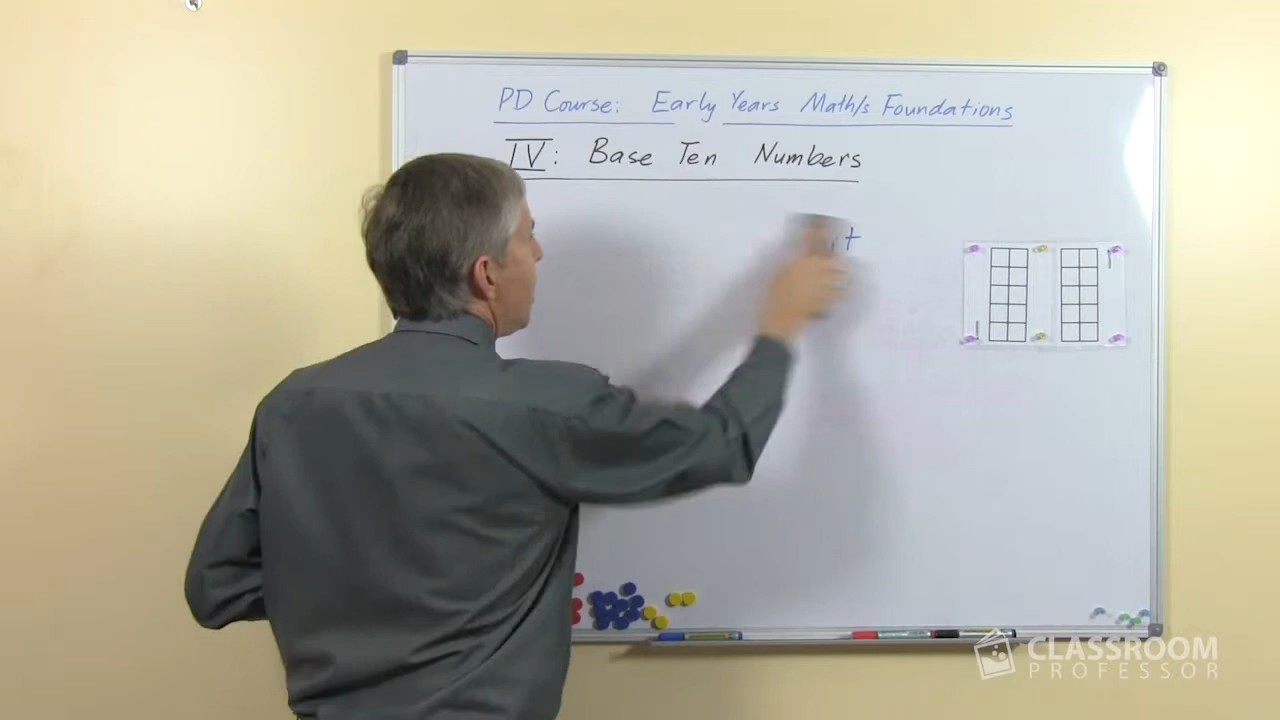 PD Course: Early Years Math/s Foundations
IV: Base Ten Numbers
CLASSROOM
PROFESSOR